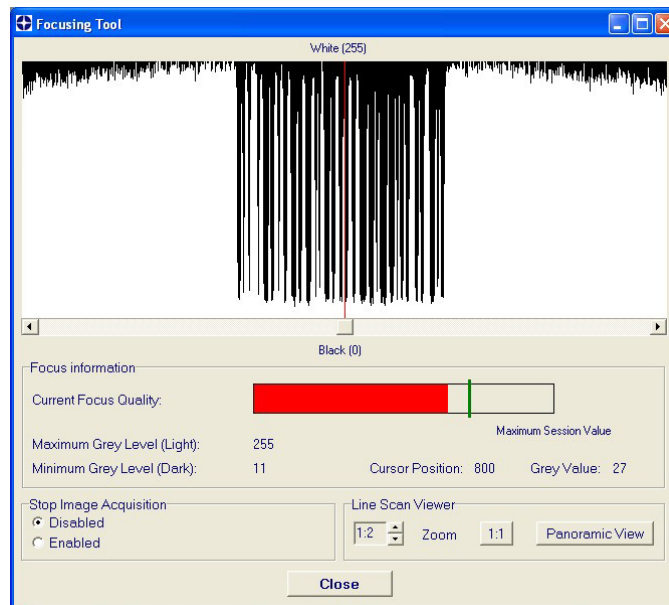 Focusing Tool
White (255)
Black (0)
Focus information
Current Focus Quality:
Maximum Session Value
Maximum Grey Level (Light): 255
Minimum Grey Level (Dark): 11 Cursor Position: 800 Grey Value: 27
Stop Image Acquisition
Disabled
Enabled
Line Scan Viewer
1:2 Zoom 1:1 Panoramic View
Close